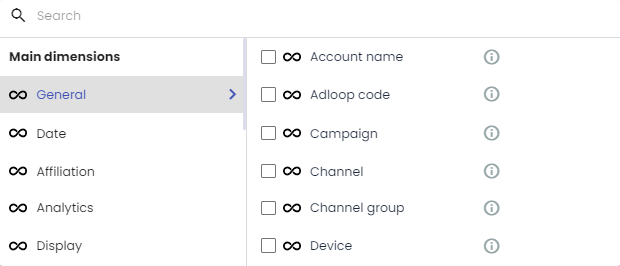 Search
Main dimensions
General
Date
Affiliation
Analytics
Display
Account name
Adloop code
Campaign
Channel
Channel group
Device